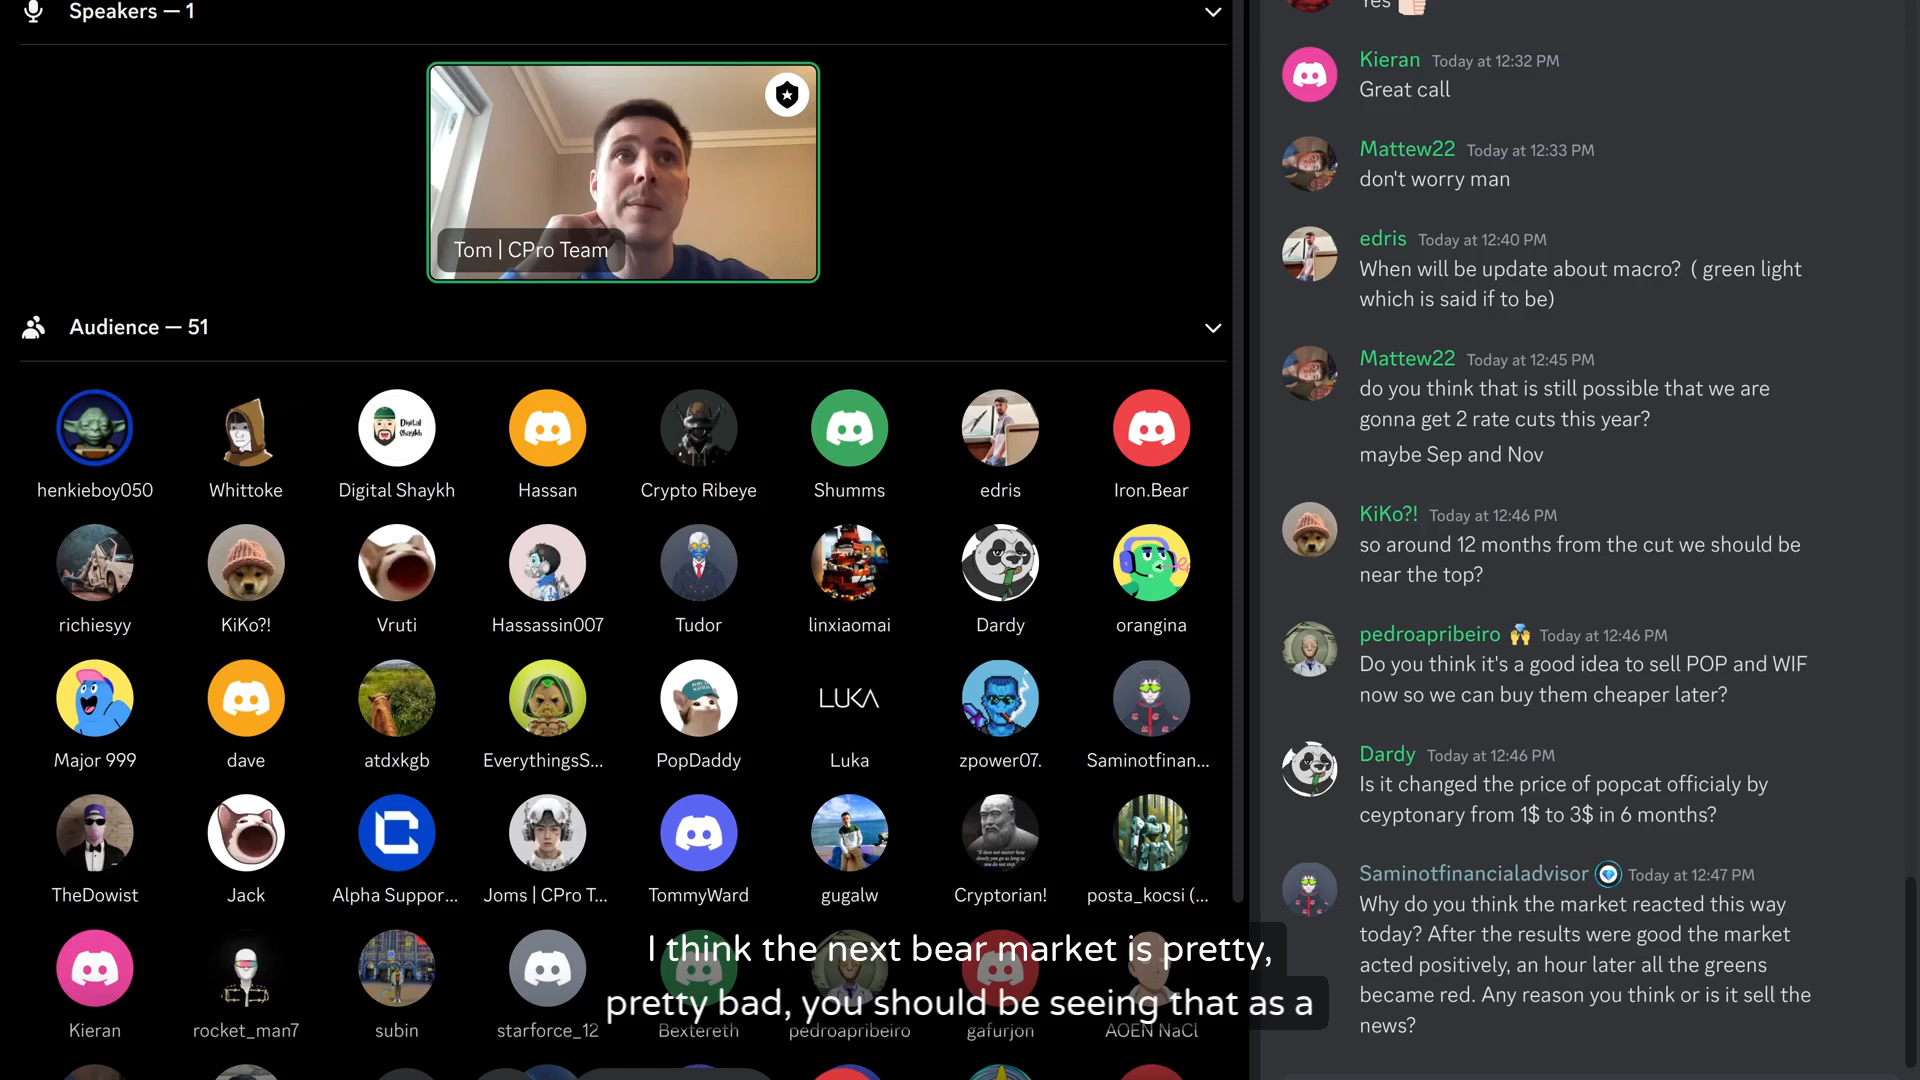 Speakers — 1
Tom | CPro Team
Audience — 51
henkieboy050
Whittoke
Digital Shaykh
Hassan
Crypto Ribeye
Shumms
edris
Iron.Bear
richiesyy
KiKo?!
Vruti
Hassassin007
Tudor
linxiaomai
Dardy
orangina
LUKA
Major 999
dave
atdxkgb
EverythingsS...
PopDaddy
Luka
zpower07.
Saminotfinan...
TheDowist
Jack
Alpha Suppor...
Joms | CPro T...
TommyWard
gugalw
Cryptorian!
posta_kocsi (...
Kieran
rocket_man7
subin
starforce_12
Bextereth
pedroapribeiro
gafurjon
AOEN NaCl
I think the next bear market is pretty,
pretty bad, you should be seeing that as a
Yes
Kieran Today at 12:32 PM
Great call
Mattew22 Today at 12:33 PM
don't worry man
edris Today at 12:40 PM
When will be update about macro? ( green light
which is said if to be)
Mattew22 Today at 12:45 PM
do you think that is still possible that we are
gonna get 2 rate cuts this year?
maybe Sep and Nov
KiKo?! Today at 12:46 PM
so around 12 months from the cut we should be
near the top?
pedroapribeiro Today at 12:46 PM
Do you think it's a good idea to sell POP and WIF
now so we can buy them cheaper later?
Dardy Today at 12:46 PM
Is it changed the price of popcat officialy by
ceyptonary from 1$ to 3$ in 6 months?
Saminotfinancialadvisor Today at 12:47 PM
Why do you think the market reacted this way
today? After the results were good the market
acted positively, an hour later all the greens
became red. Any reason you think or is it sell the
news?